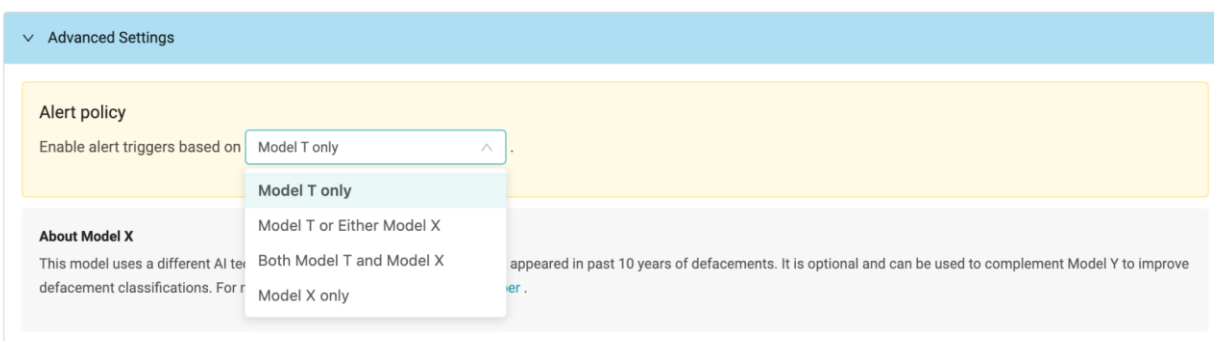 Advanced Settings
Alert policy
Enable alert triggers based on Model T only .
Model T only
Model T or Either Model X
Both Model T and Model X
Model X only
About Model X
This model uses a different AI appeared in past 10 years of defacements. It is optional and can be used to complement Model Y to improve
defacement classifications. For .